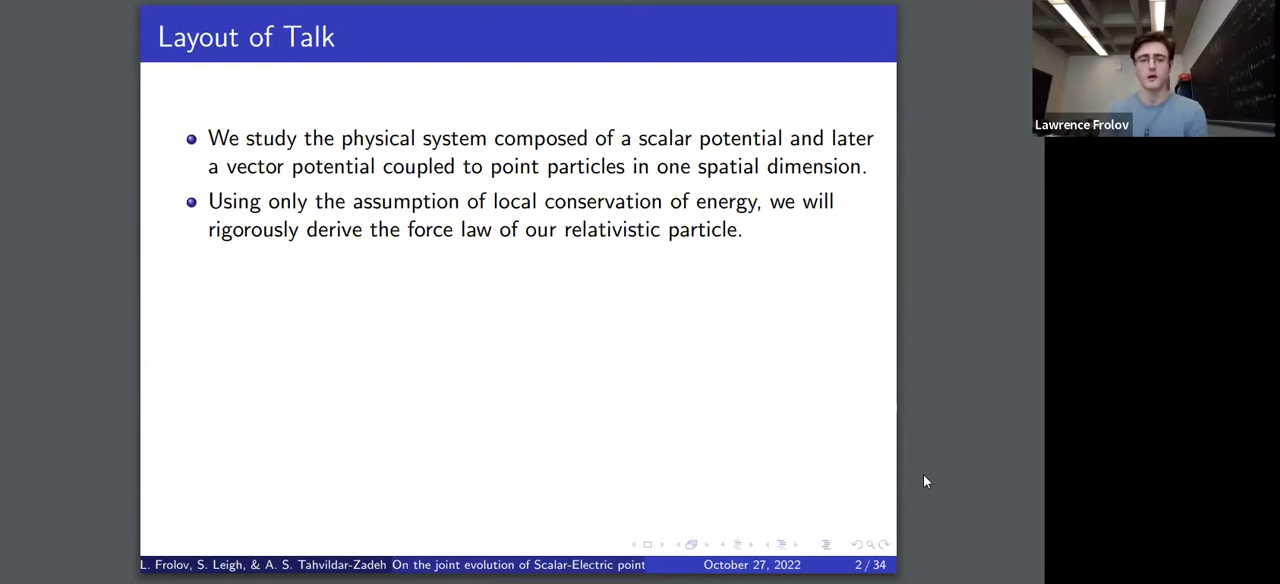 Layout of Talk
We study the physical system composed of a scalar potential and later
a vector potential coupled to point particles in one spatial dimension.
Using only the assumption of local conservation of energy, we will
rigorously derive the force law of our relativistic particle.
L. Frolov, S. Leigh, & A. S. Tahvildar-Zadeh On the joint evolution of Scalar-Electric point October 27, 2022 2 / 34
Lawrence Frolov